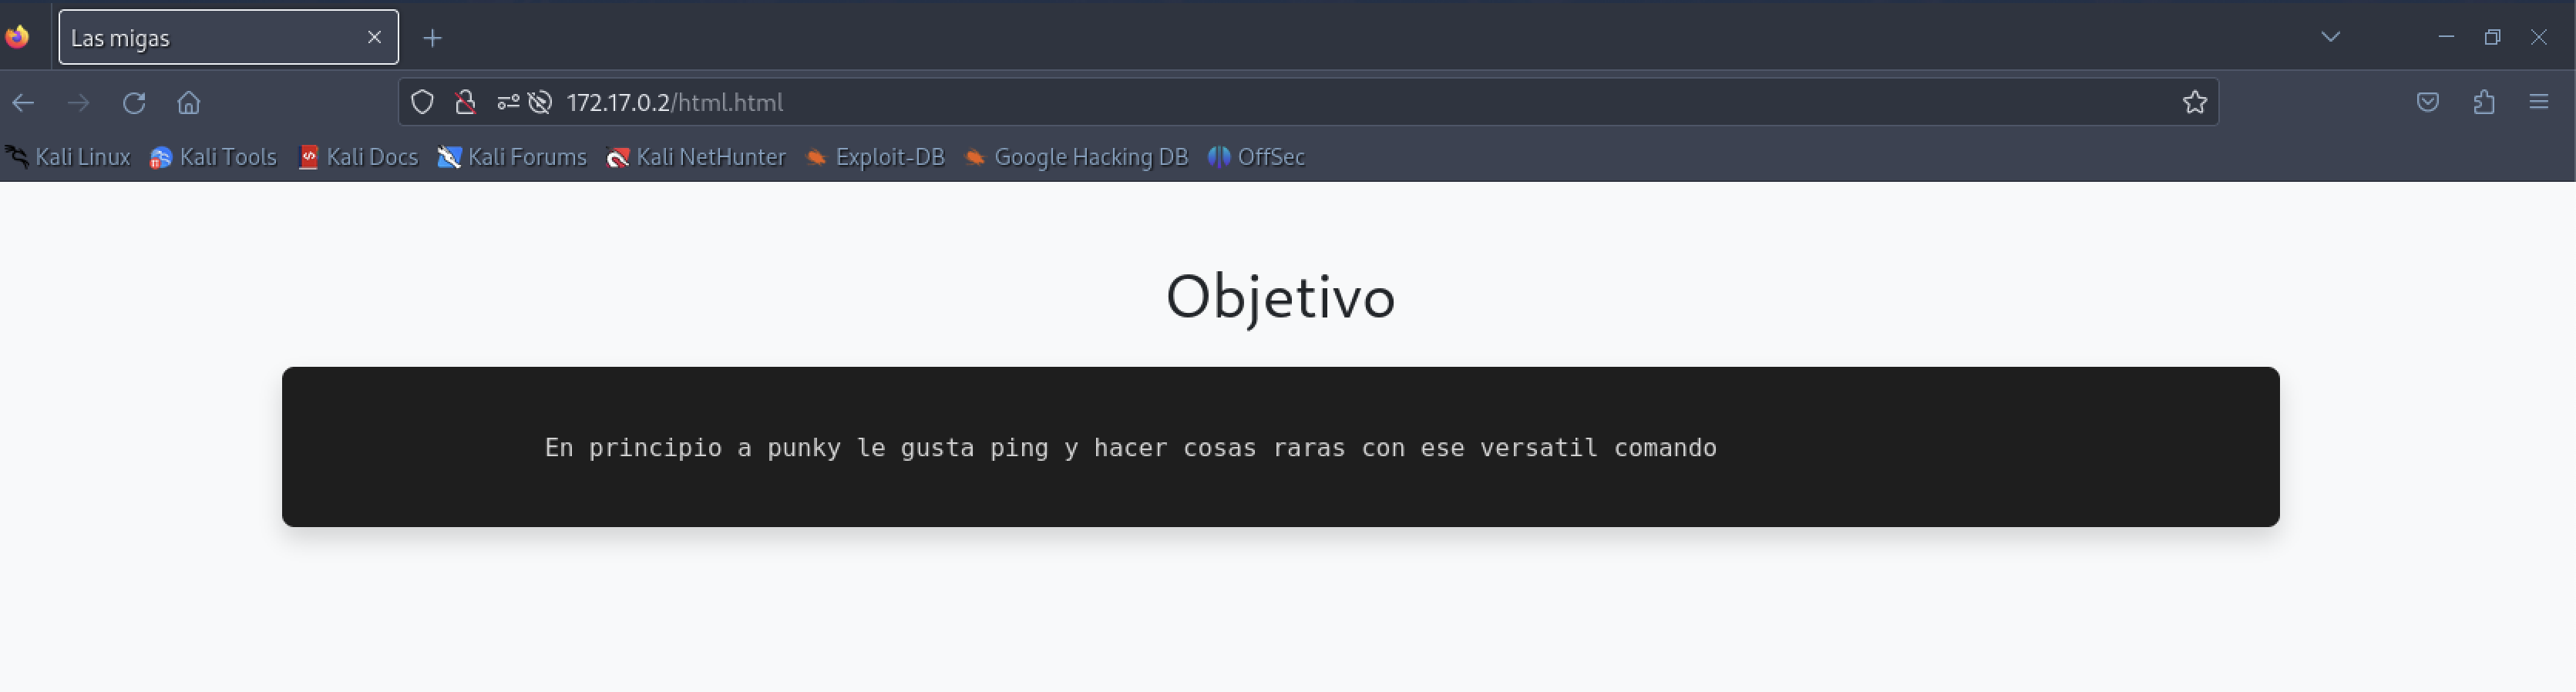 Las migas
172.17.0.2/html.html
Kali Linux Kali Tools Kali Docs Kali Forums Kali NetHunter Exploit-DB Google Hacking DB OffSec
Objetivo
En principio a punky le gusta ping y hacer cosas raras con ese versatil comando